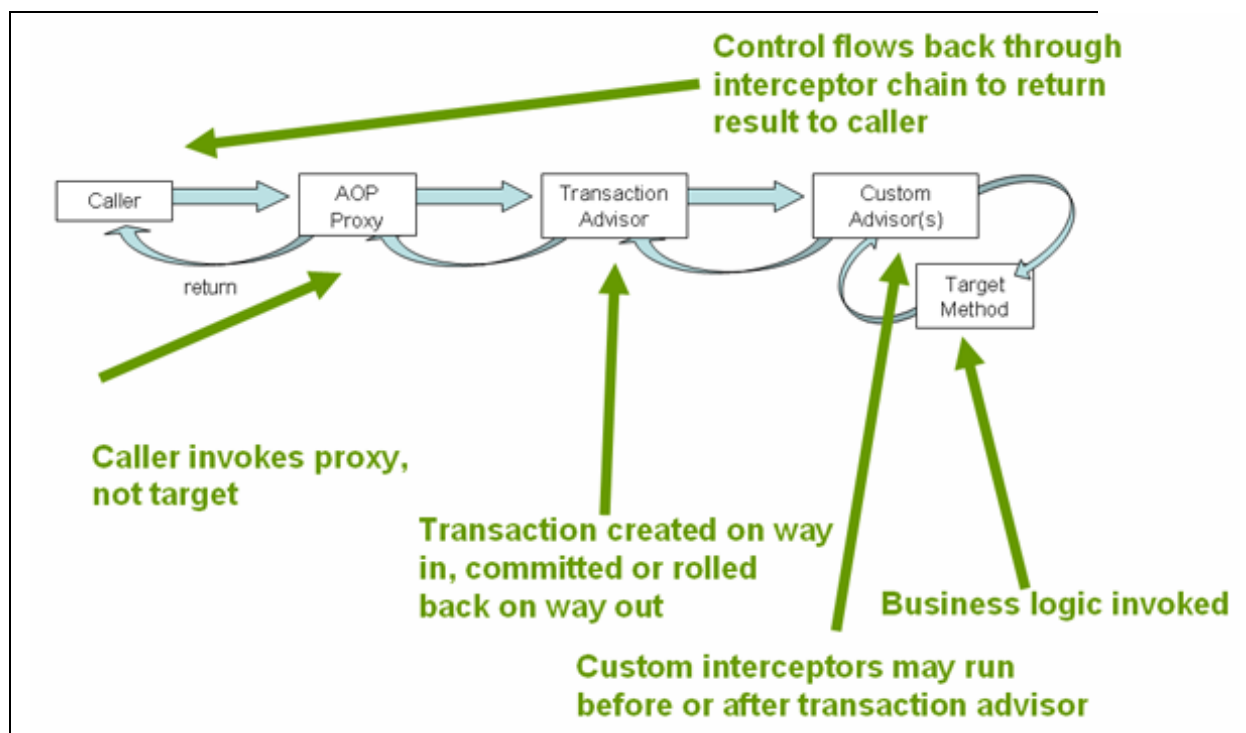 Control flows back through
interceptor chain to return
result to caller
Caller
AOP
Proxy
Transaction
Advisor
Custom
Advisor(s)
return
Target
Method
Caller invokes proxy,
not target
Transaction created on way
in, committed or rolled
back on way out
Business logic invoked
Custom interceptors may run
before or after transaction advisor